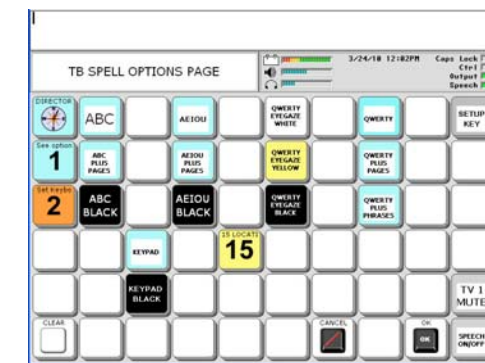 3/24/10 12:02PM
Caps Lock
Ctrl
Output
Speech
TB SPELL OPTIONS PAGE
DIRECTOR
ABC
AEIOU
QWERTY
EYEGAZE
WHITE
QWERTY
SETUP
KEY
See option
1
ABC
PLUS
PAGES
AEIOU
PLUS
PAGES
QWERTY
EYEGAZE
YELLOW
QWERTY
PLUS
PAGES
Set Keybo
2
ABC
BLACK
AEIOU
BLACK
QWERTY
EYEGAZE
BLACK
QWERTY
PLUS
PHRASES
KEYPAD
15 LOCATI
15
KEYPAD
BLACK
TV 1
MUTE
CLEAR
CANCEL
OK
OK
SPEECH
ON/OFF